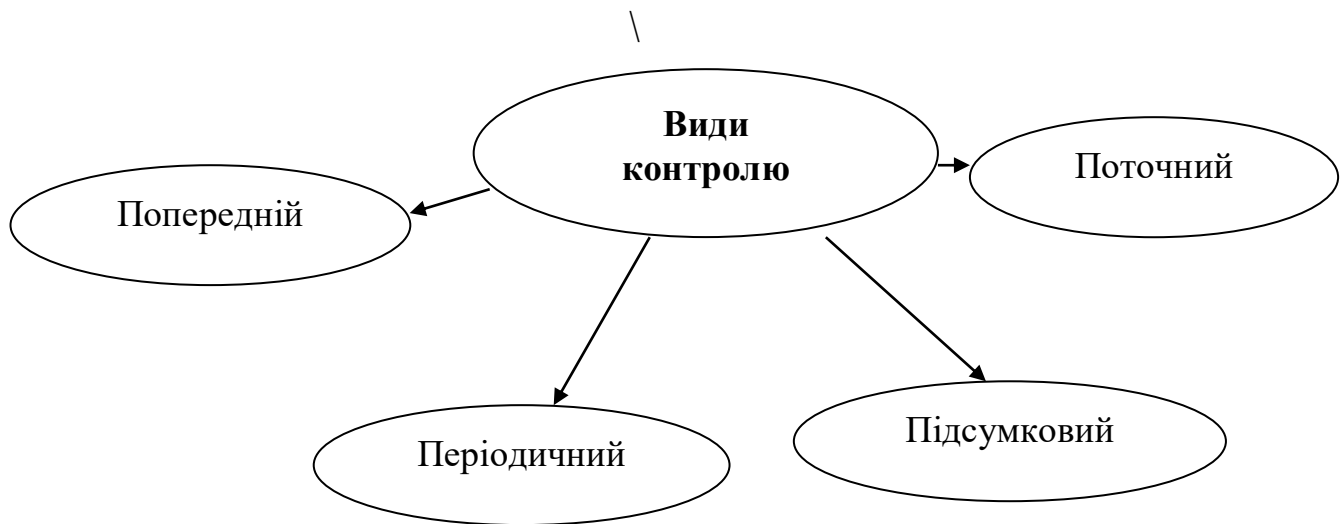 \
Види
контролю
Поточний
Попередній
Періодичний
Підсумковий